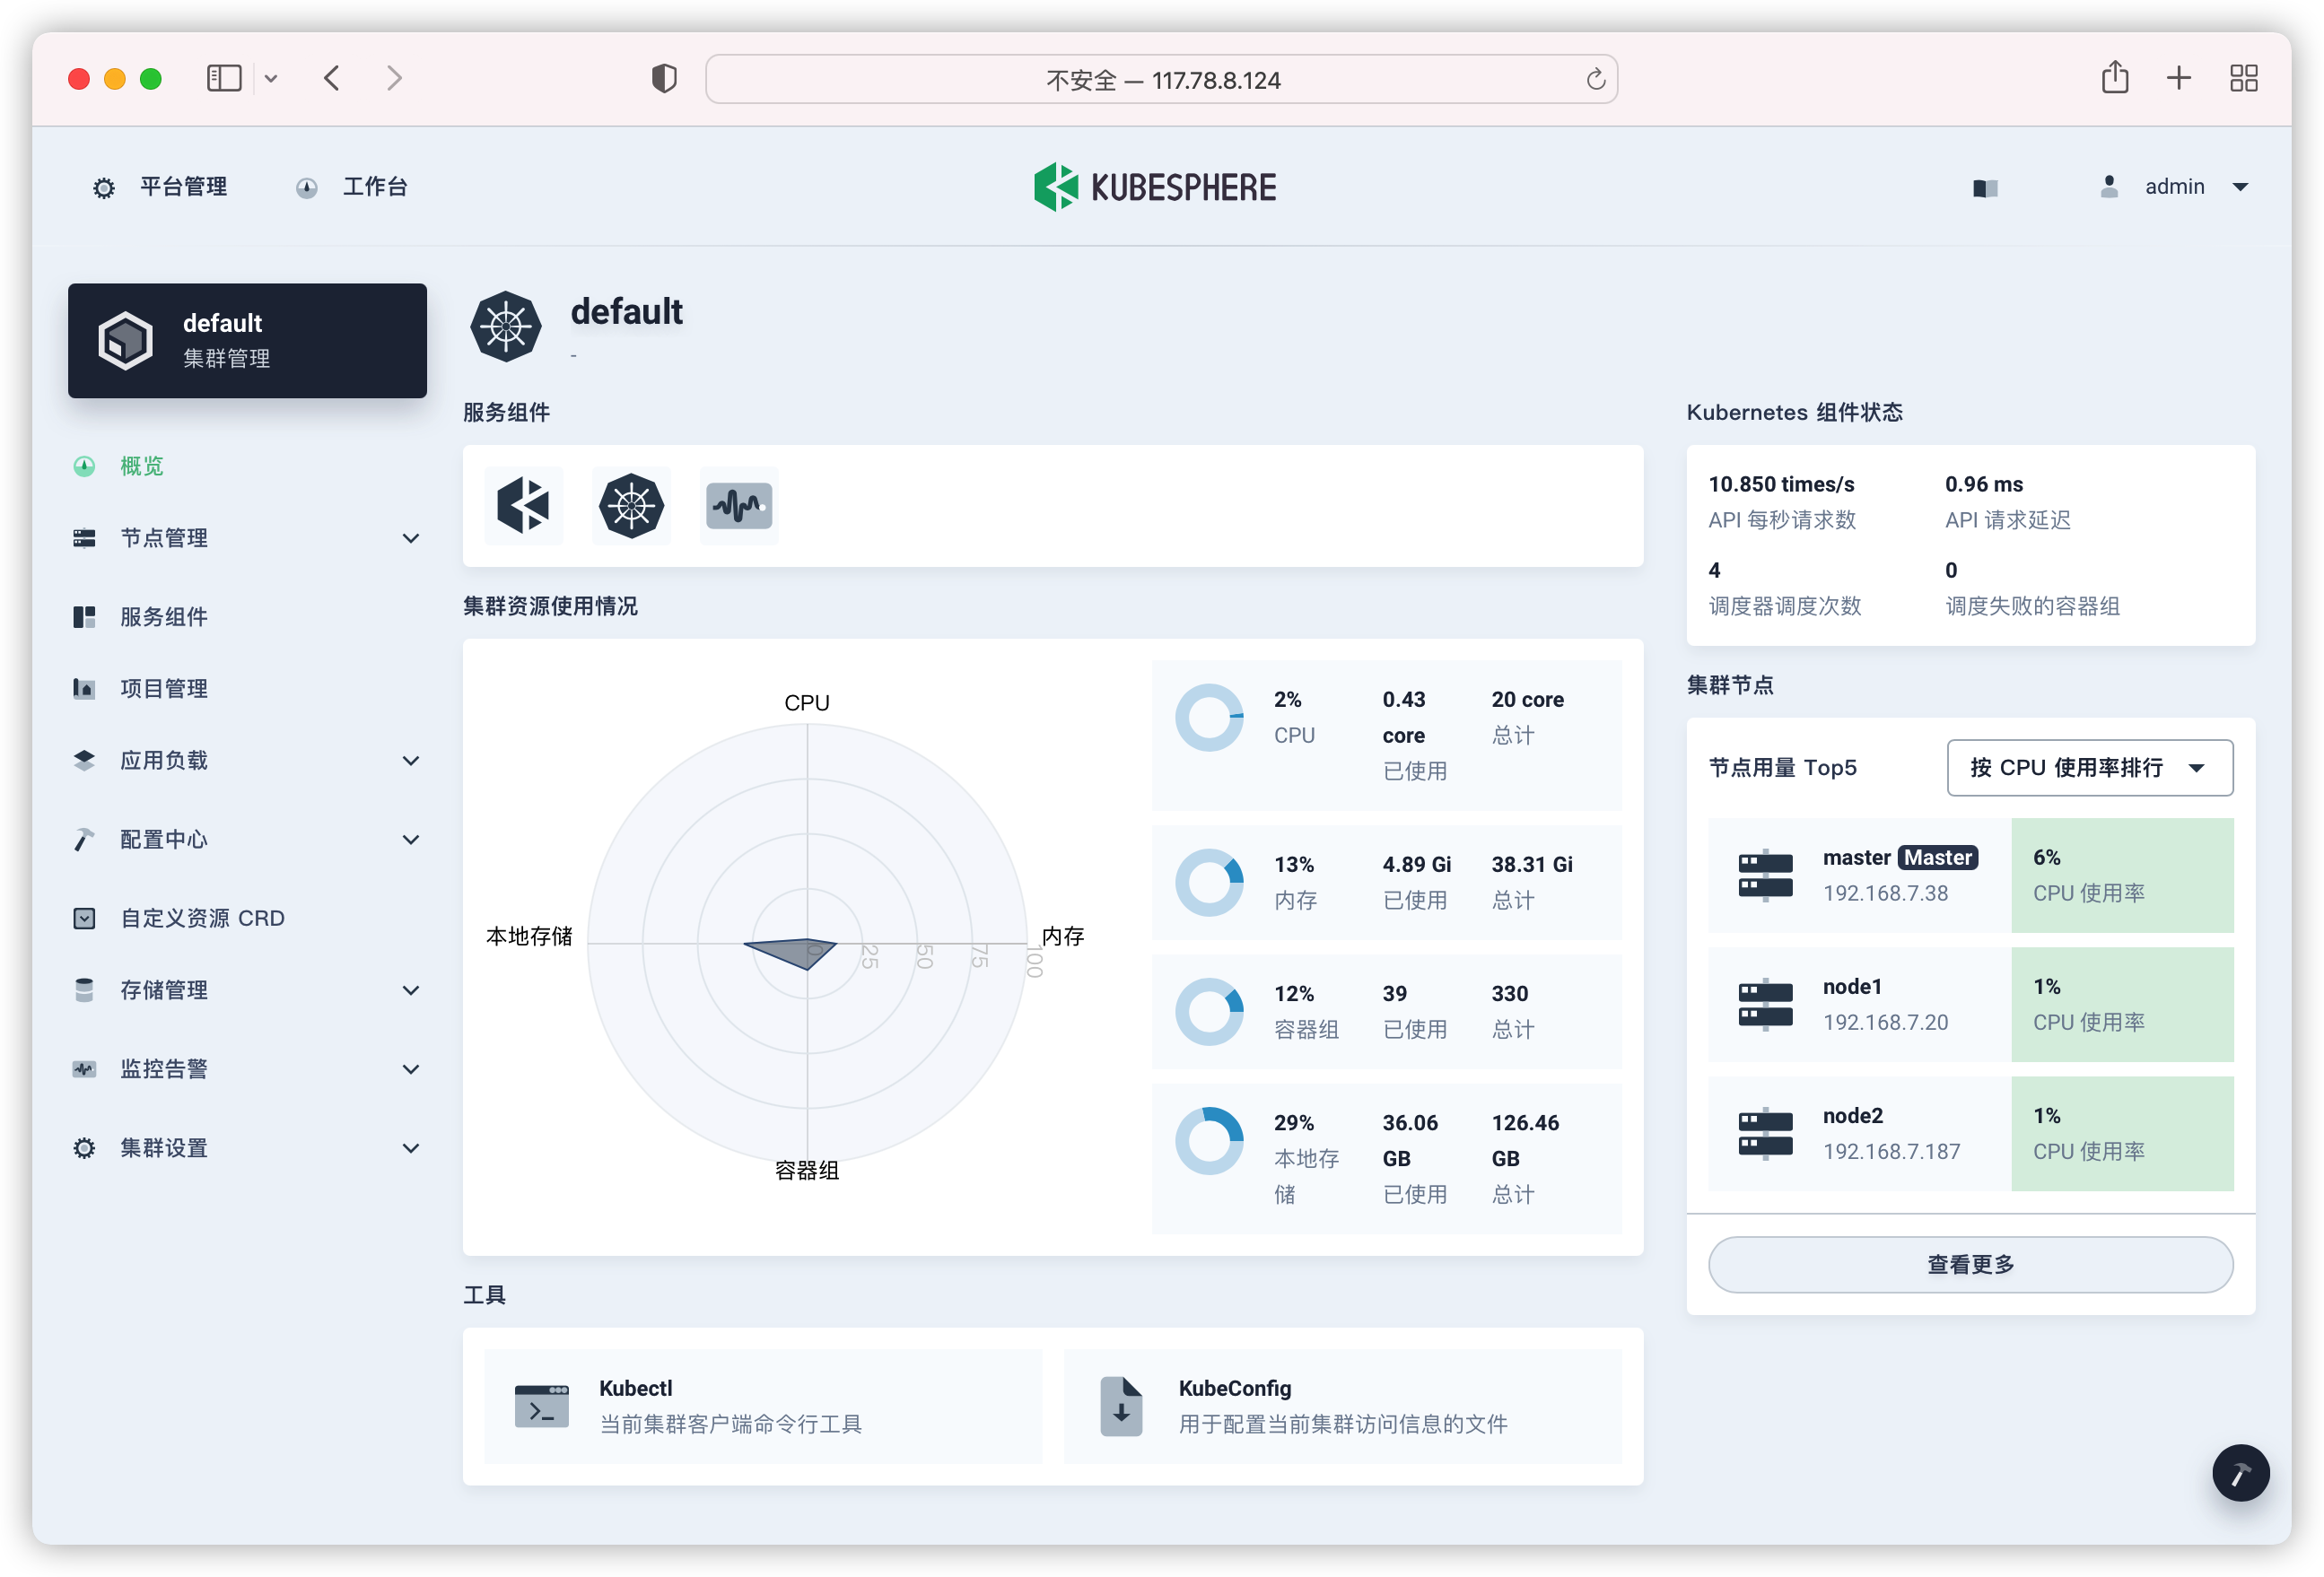 不安全 — 117.78.8.124
平台管理
工作台
KUBESPHERE
admin
default
集群管理
概览
节点管理
服务组件
项目管理
应用负载
配置中心
自定义资源 CRD
存储管理
监控告警
集群设置
default
-
服务组件
集群资源使用情况
CPU
内存
容器组
本地存储
0
25
50
75
100
2%
CPU
0.43
core
已使用
20 core
总计
13%
内存
4.89 Gi
已使用
38.31 Gi
总计
12%
容器组
39
已使用
330
总计
29%
本地存
储
36.06
GB
已使用
126.46
GB
总计
工具
Kubectl
当前集群客户端命令行工具
KubeConfig
用于配置当前集群访问信息的文件
Kubernetes 组件状态
10.850 times/s
API 每秒请求数
0.96 ms
API 请求延迟
4
调度器调度次数
0
调度失败的容器组
集群节点
节点用量 Top5
按 CPU 使用率排行
master Master
192.168.7.38
6%
CPU 使用率
node1
192.168.7.20
1%
CPU 使用率
node2
192.168.7.187
1%
CPU 使用率
查看更多